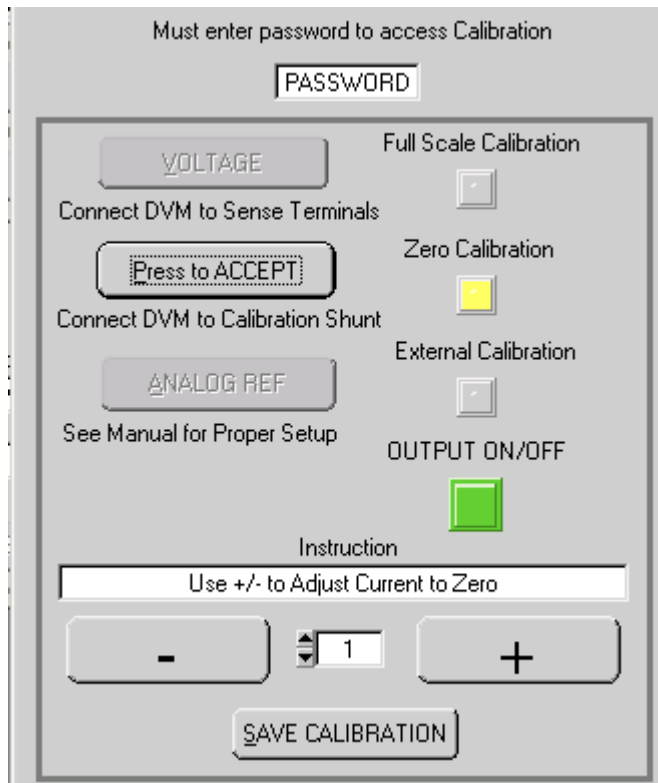 Must enter password to access Calibration
PASSWORD
VOLTAGE
Full Scale Calibration
Connect DVM to Sense Terminals
Press to ACCEPT
Zero Calibration
Connect DVM to Calibration Shunt
External Calibration
ANALOG REF
See Manual for Proper Setup
OUTPUT ON/OFF
Instruction
Use +/- to Adjust Current to Zero
- 1 +
SAVE CALIBRATION